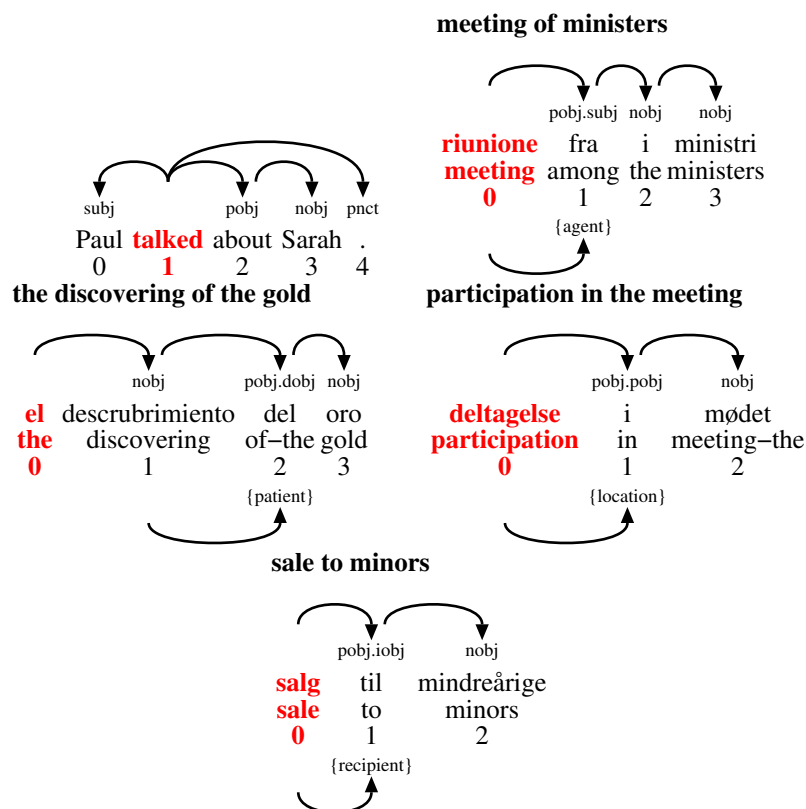 meeting of ministers
pobj.subj nobj nobj
riunione fra i ministri
meeting among the ministers
0 1 2 3
{agent}
subj pobj nobj pnct
Paul talked about Sarah .
0 1 2 3 4
the discovering of the gold
nobj pobj.dobj nobj
el descrubrimiento del oro
the discovering of–the gold
0 1 2 3
{patient}
participation in the meeting
pobj.pobj nobj
deltagelse i mødet
participation in meeting–the
0 1 2
{location}
sale to minors
pobj.iobj nobj
salg til mindreårige
sale to minors
0 1 2
{recipient}